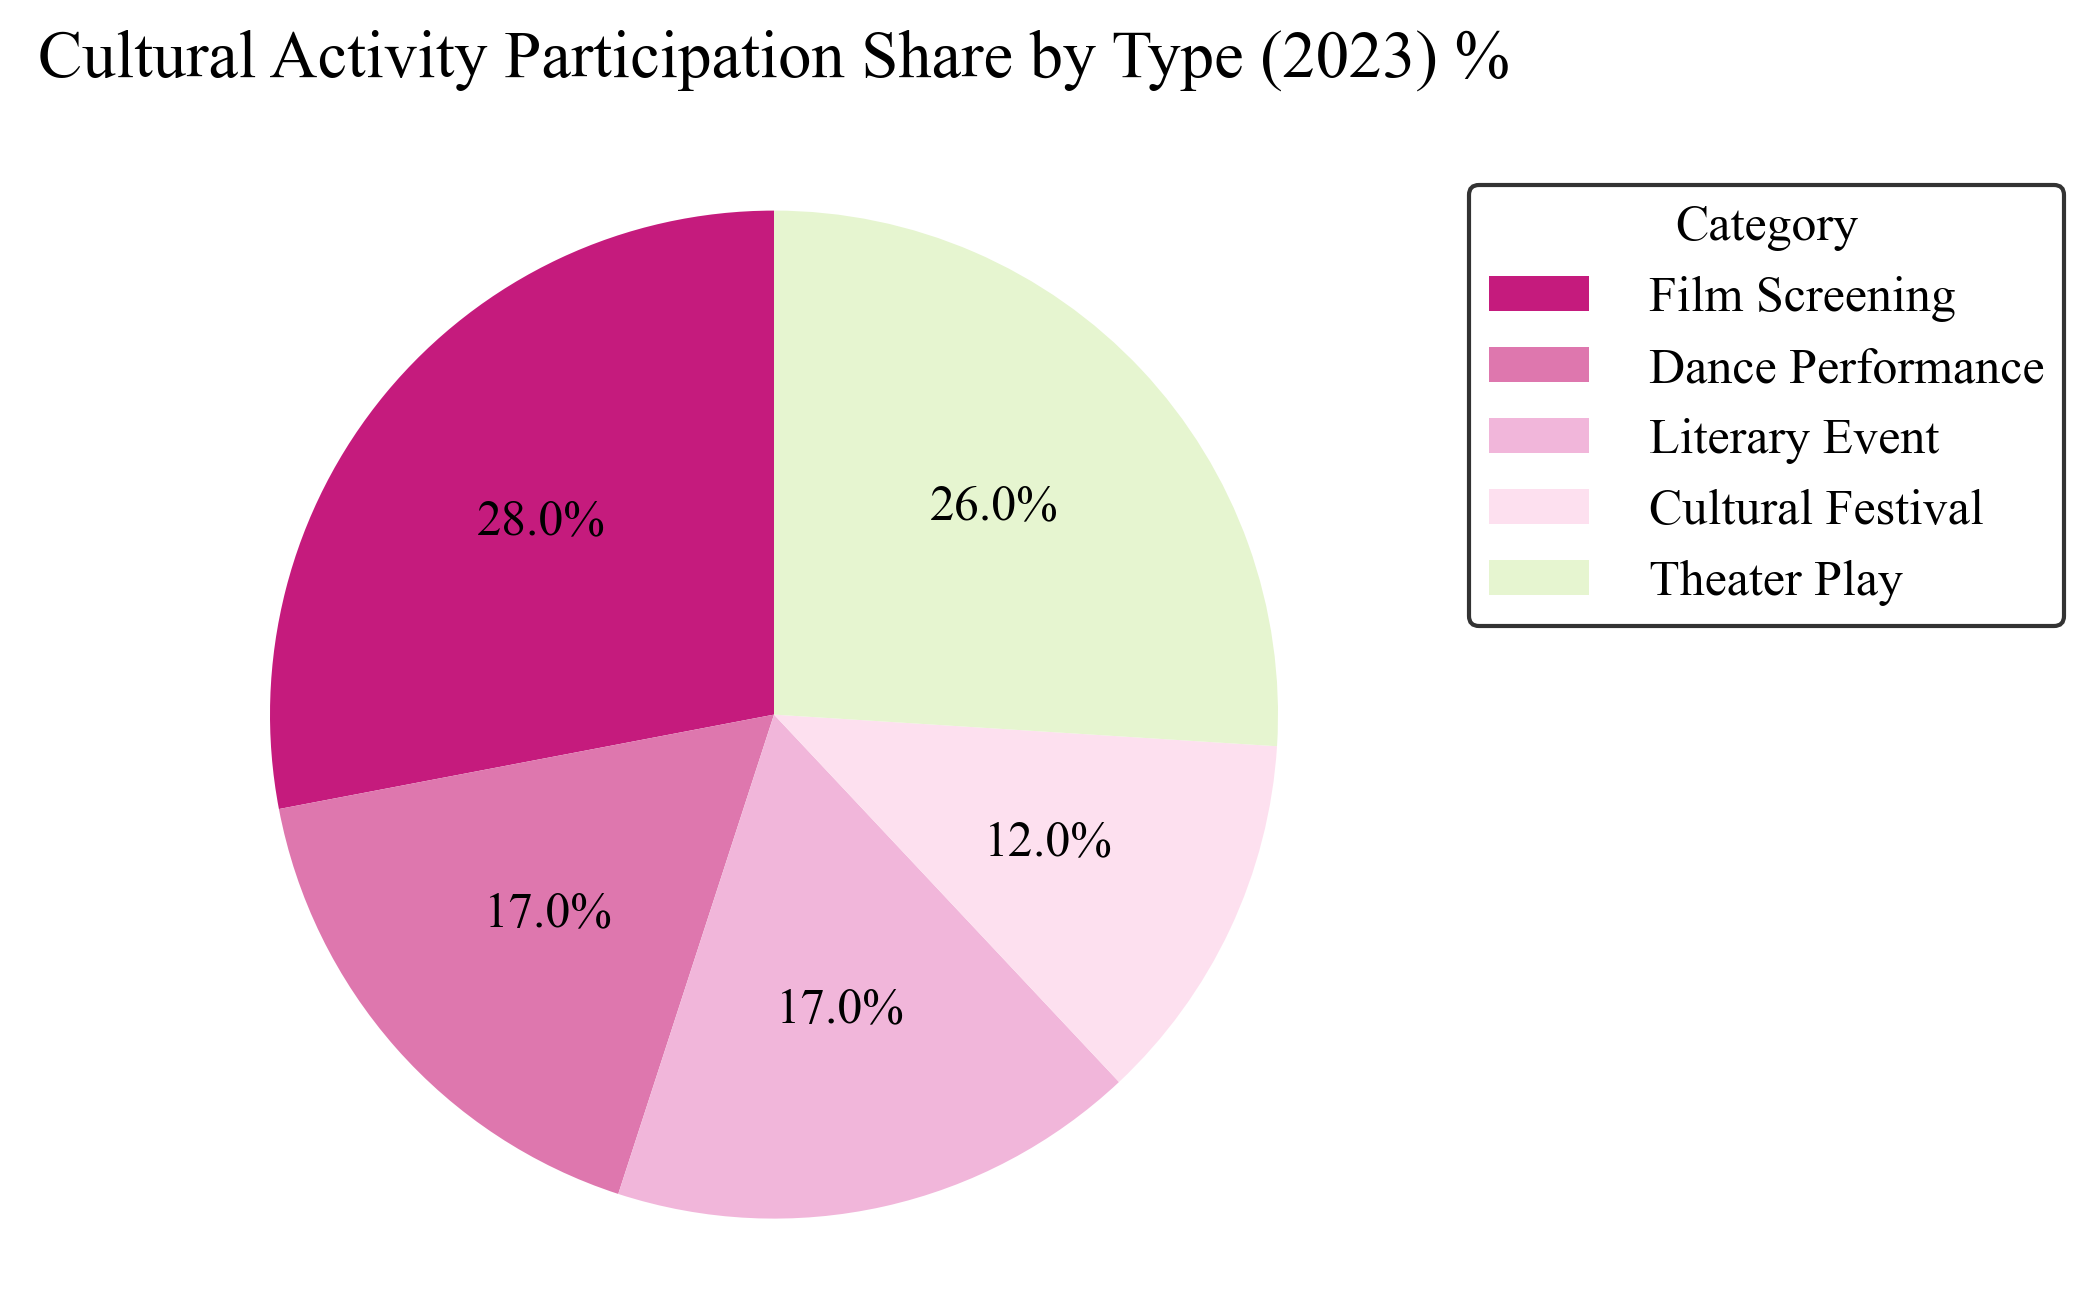 Cultural Activity Participation Share by Type (2023) %
Category
Film Screening
Dance Performance
Literary Event
Cultural Festival
Theater Play
28.0%
26.0%
12.0%
17.0%
17.0%